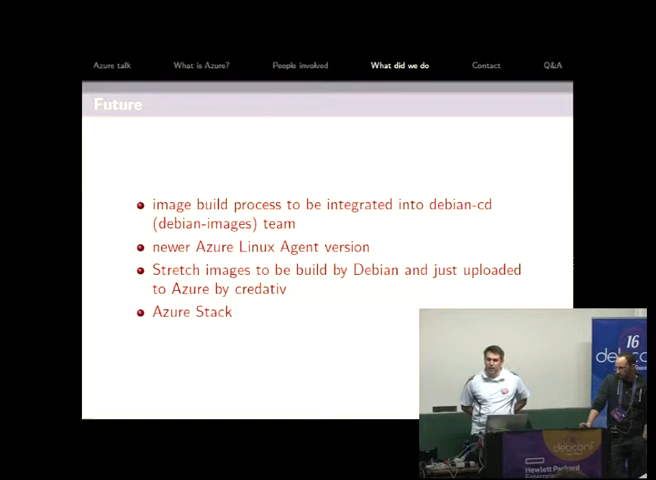 Azure talk What is Azure? People involved What did we do Contact Q&A
Future
image build process to be integrated into debian-cd
(debian-images) team
newer Azure Linux Agent version
Stretch images to be build by Debian and just uploaded
to Azure by credativ
Azure Stack
16
debconf
Hewlett Packard